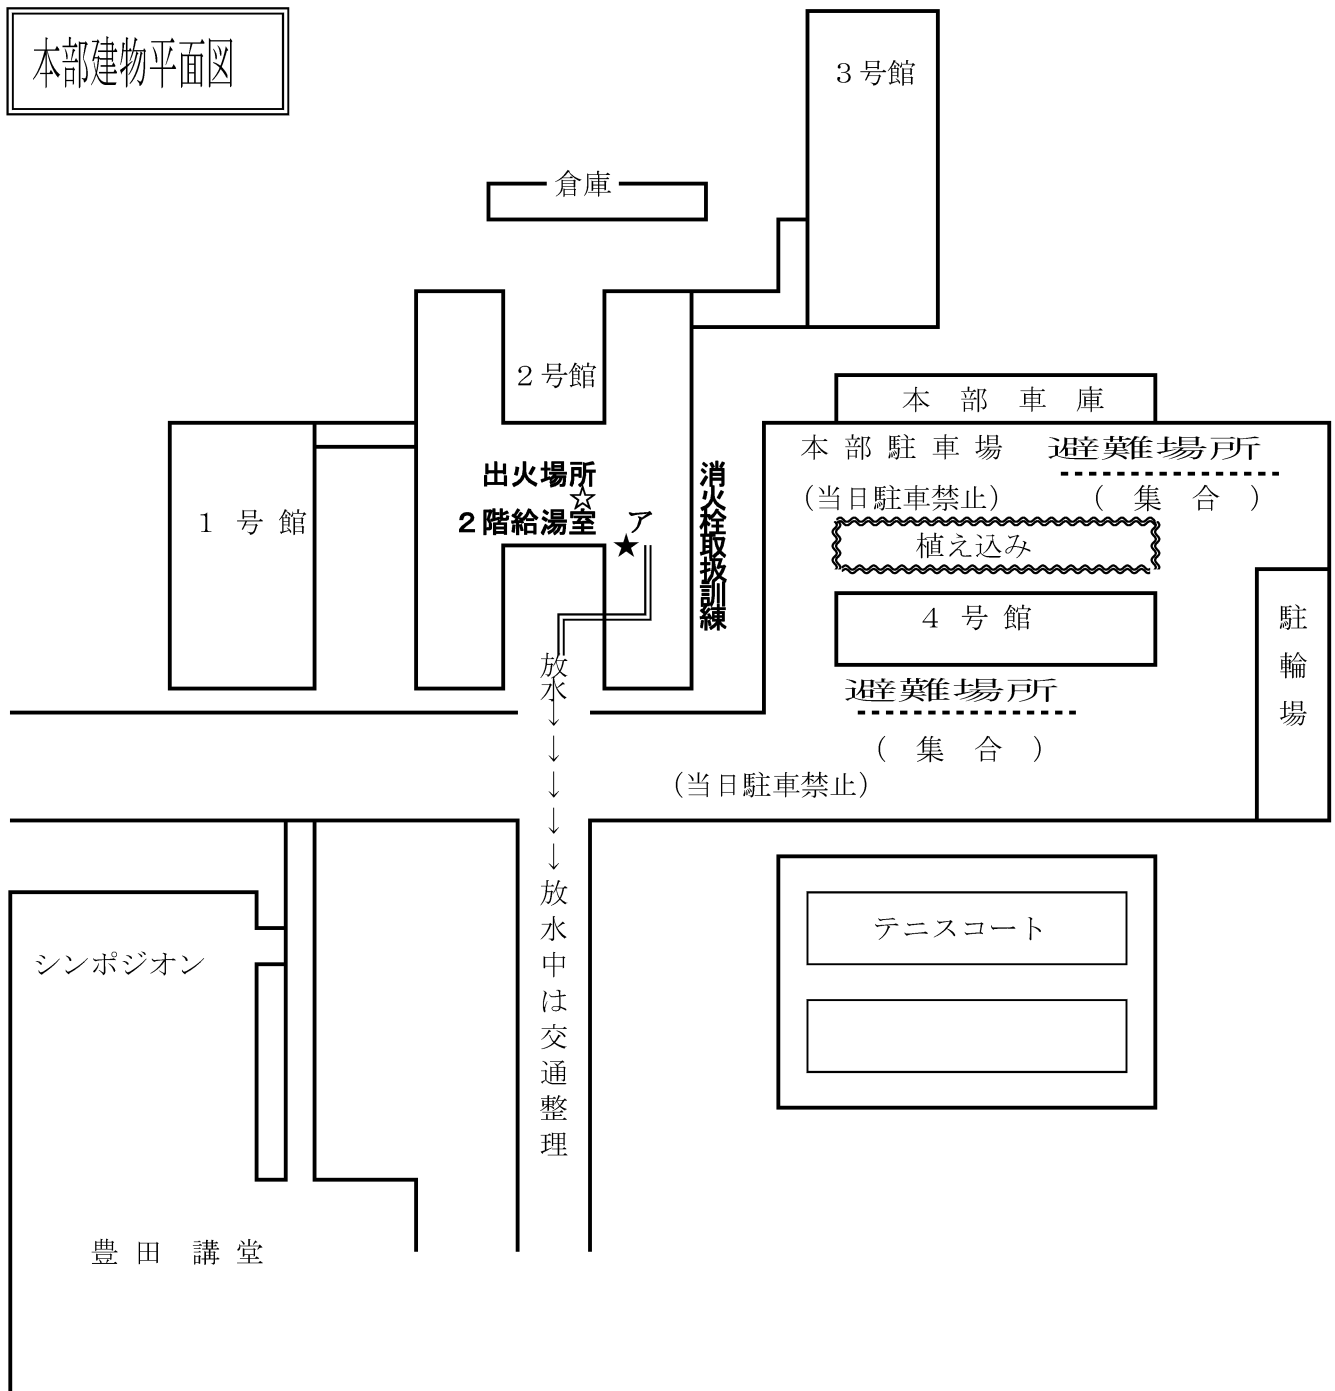 本部建物平面図
３号館
倉庫
２号館
本部車庫
本部駐車場
避難場所
（当日駐車禁止）
（集合）
出火場所
☆
２階給湯室
ア
★
消火栓取扱訓練
１号館
植え込み
４号館
駐輪場
避難場所
（集合）
（当日駐車禁止）
放水↓↓↓↓↓放水中は交通整理
テニスコート
シンポジオン
豊田講堂